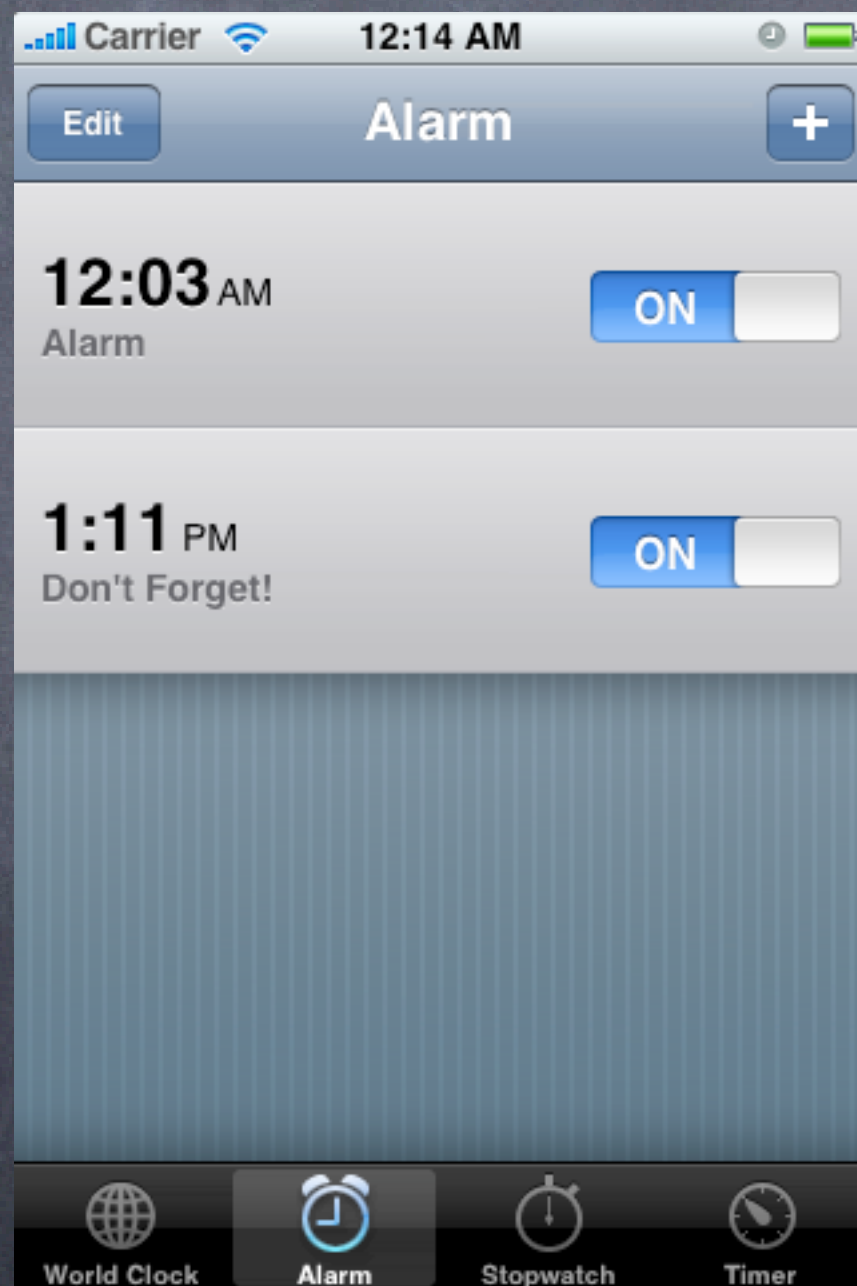 Carrier 12:14 AM
Edit Alarm +
12:03 AM
Alarm
ON
1:11 PM
Don't Forget!
ON
World Clock Alarm Stopwatch Timer